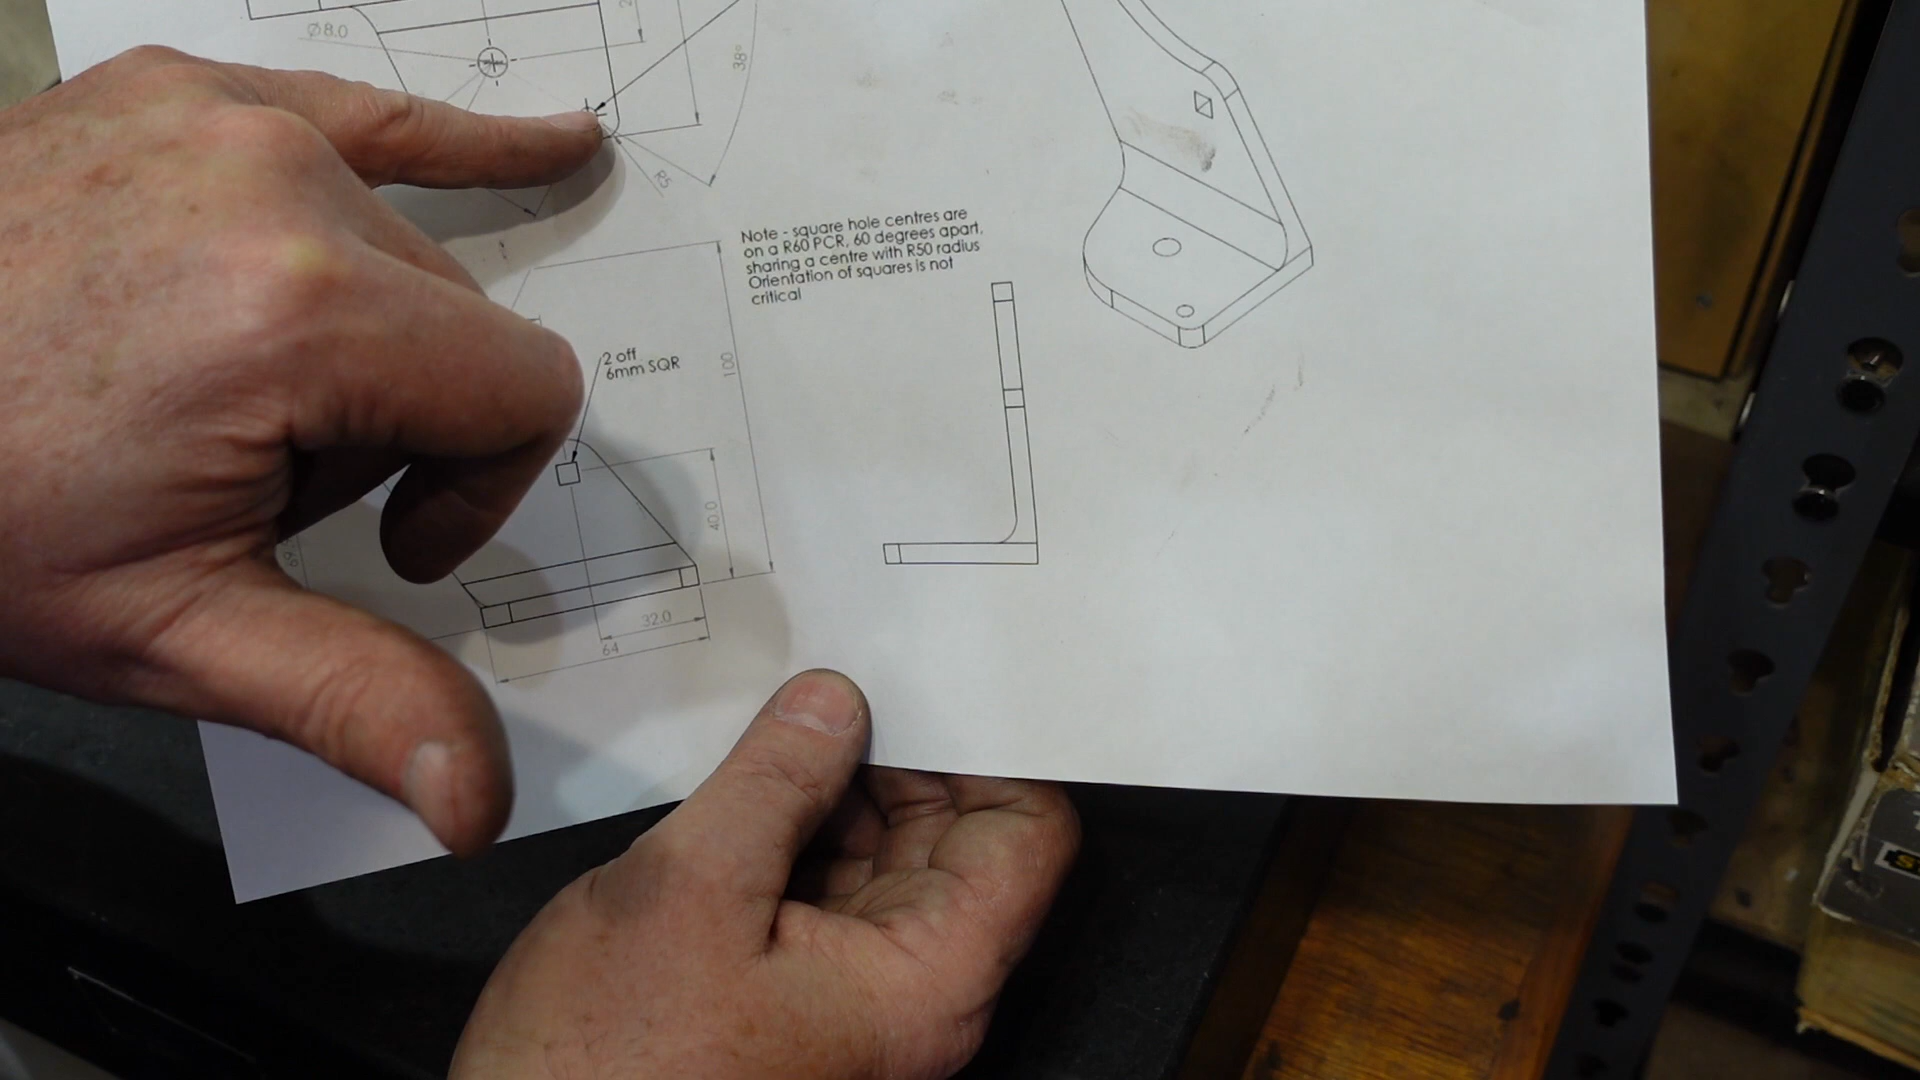 Ø8.0
38°
R5
Note - square hole centres are
on a R60 PCR, 60 degrees apart,
sharing a centre with R50 radius
Orientation of squares is not
critical
2 off
6mm SQR
100
40.0
32.0
64